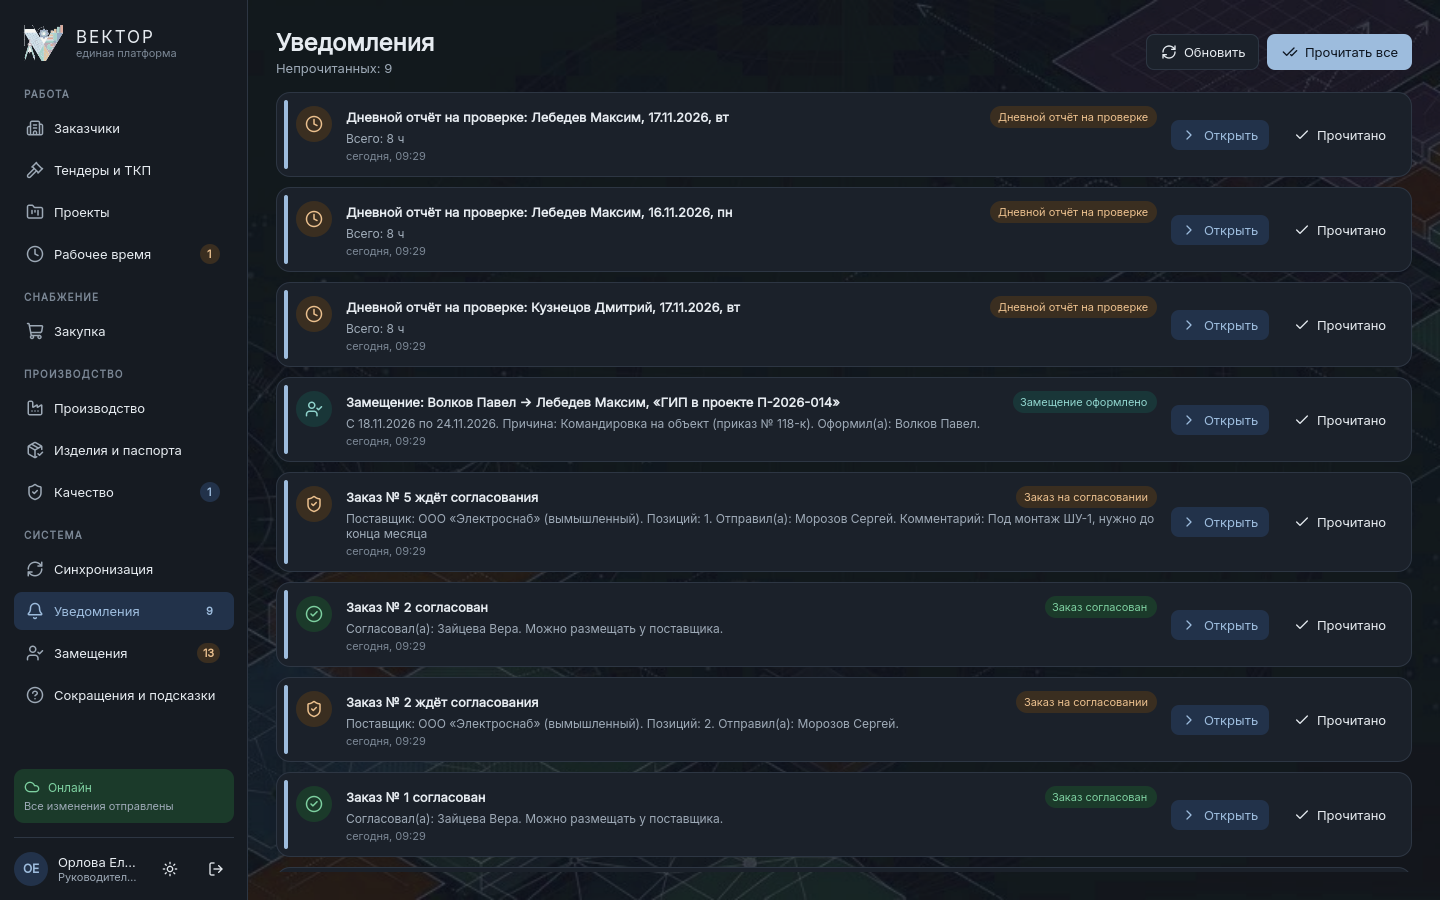 ВЕКТОР
единая платформа
РАБОТА
Заказчики
Тендеры и ТКП
Проекты
Рабочее время 1
СНАБЖЕНИЕ
Закупка
ПРОИЗВОДСТВО
Производство
Изделия и паспорта
Качество 1
СИСТЕМА
Синхронизация
Уведомления 9
Замещения 13
Сокращения и подсказки
Онлайн
Все изменения отправлены
ОЕ Орлова Ел...
Руководител...
Уведомления
Непрочитанных: 9
Обновить Прочитать все
Дневной отчёт на проверке: Лебедев Максим, 17.11.2026, вт Дневной отчёт на проверке
Всего: 8 ч
сегодня, 09:29
Открыть Прочитано
Дневной отчёт на проверке: Лебедев Максим, 16.11.2026, пн Дневной отчёт на проверке
Всего: 8 ч
сегодня, 09:29
Открыть Прочитано
Дневной отчёт на проверке: Кузнецов Дмитрий, 17.11.2026, вт Дневной отчёт на проверке
Всего: 8 ч
сегодня, 09:29
Открыть Прочитано
Замещение: Волков Павел → Лебедев Максим, «ГИП в проекте П-2026-014» Замещение оформлено
С 18.11.2026 по 24.11.2026. Причина: Командировка на объект (приказ № 118-к). Оформил(а): Волков Павел.
сегодня, 09:29
Открыть Прочитано
Заказ № 5 ждёт согласования Заказ на согласовании
Поставщик: ООО «Электроснаб» (вымышленный). Позиций: 1. Отправил(а): Морозов Сергей. Комментарий: Под монтаж ШУ-1, нужно до
конца месяца
сегодня, 09:29
Открыть Прочитано
Заказ № 2 согласован Заказ согласован
Согласовал(а): Зайцева Вера. Можно размещать у поставщика.
сегодня, 09:29
Открыть Прочитано
Заказ № 2 ждёт согласования Заказ на согласовании
Поставщик: ООО «Электроснаб» (вымышленный). Позиций: 2. Отправил(а): Морозов Сергей.
сегодня, 09:29
Открыть Прочитано
Заказ № 1 согласован Заказ согласован
Согласовал(а): Зайцева Вера. Можно размещать у поставщика.
сегодня, 09:29
Открыть Прочитано